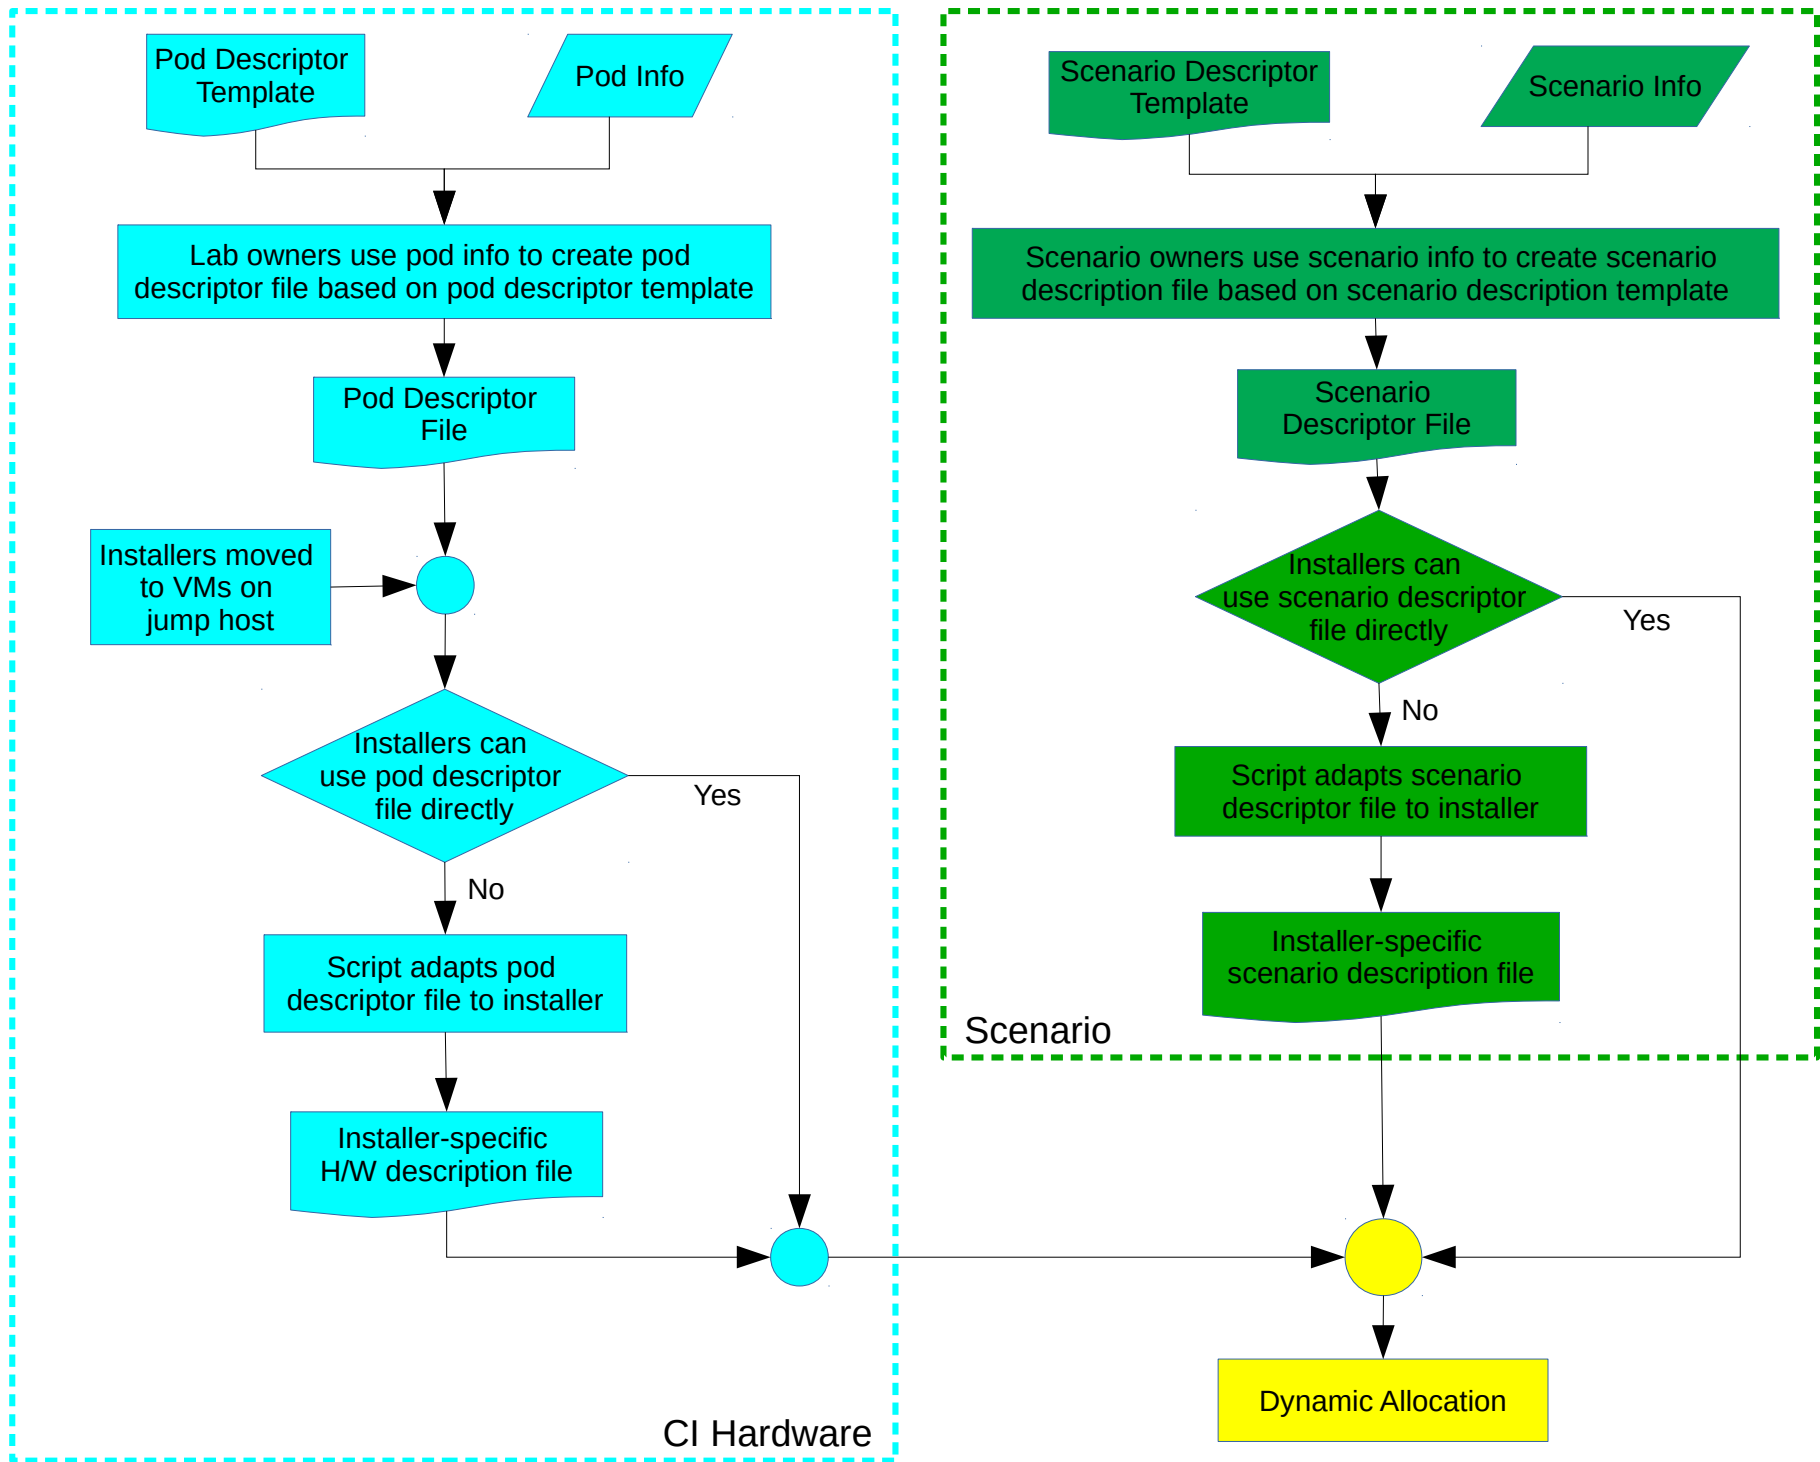 Pod Descriptor
Template
Pod Info
Lab owners use pod info to create pod
descriptor file based on pod descriptor template
Pod Descriptor
File
Installers moved
to VMs on
jump host
Installers can
use pod descriptor
file directly
Yes
No
Script adapts pod
descriptor file to installer
Installer-specific
H/W description file
CI Hardware
Scenario Descriptor
Template
Scenario Info
Scenario owners use scenario info to create scenario
description file based on scenario description template
Scenario
Descriptor File
Installers can
use scenario descriptor
file directly
Yes
No
Script adapts scenario
descriptor file to installer
Installer-specific
scenario description file
Scenario
Dynamic Allocation